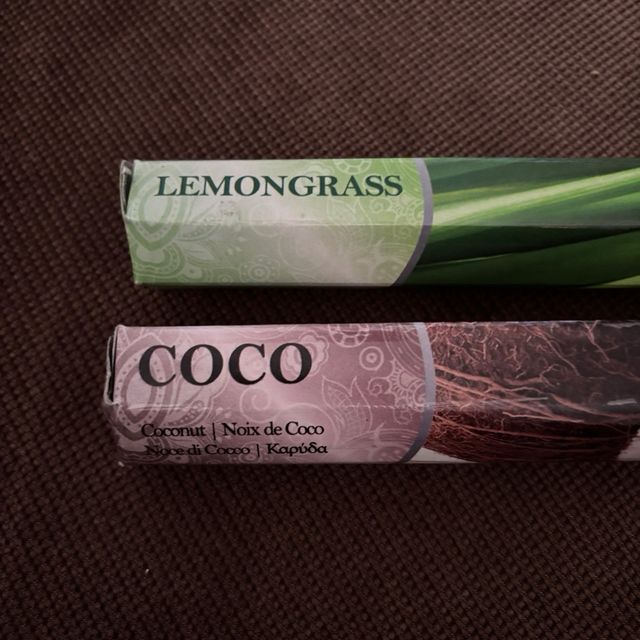 LEMONGRASS
COCO
Coconut | Noix de Coco
Noce di Cocco | Καρύδα